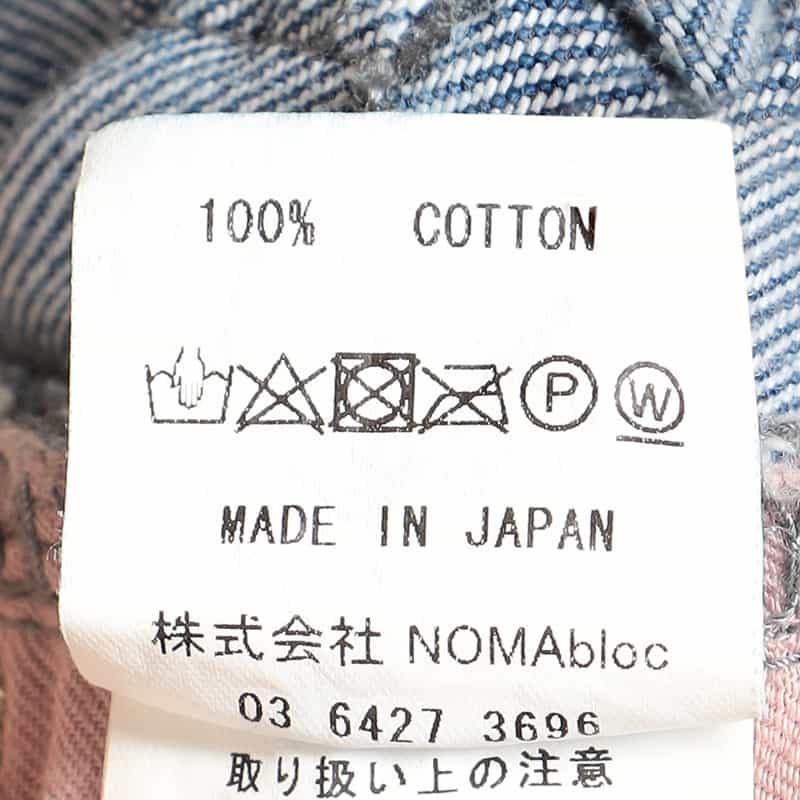 100% COTTON
P W
MADE IN JAPAN
株式会社 NOMAbloc
03 6427 3696
取り扱い上の注意